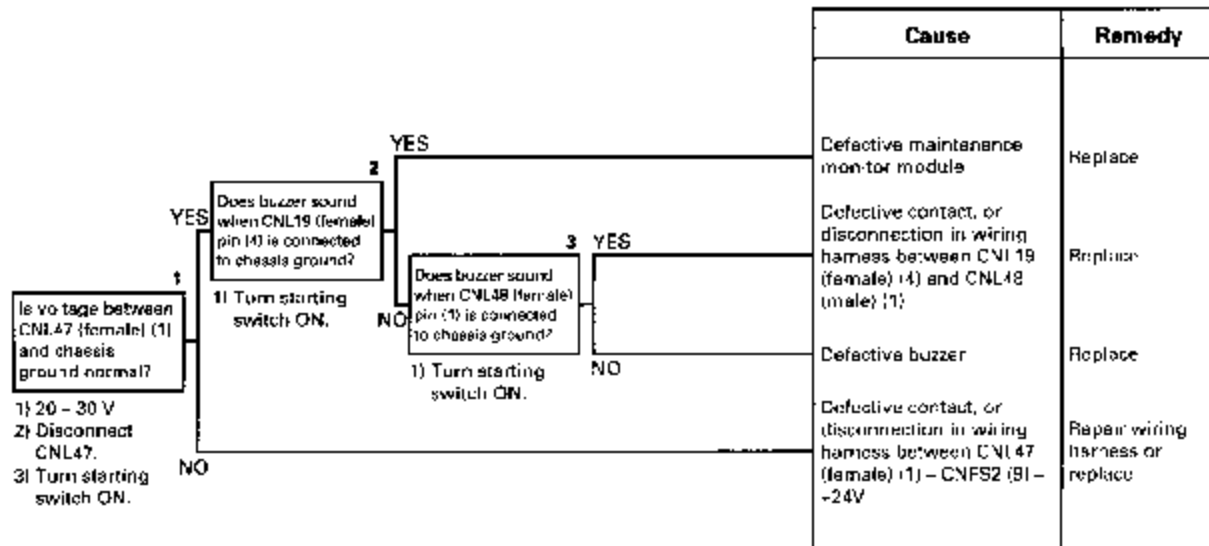 Cause
Remedy
YES
2
Does buzzer sound
when CNL19 (female)
pin (4) is connected
to chassis ground?
1) Turn starting
switch ON.
YES
1
Is voltage between
CNL47 (female) (1)
and chassis
ground normal?
1) 20 – 30 V
2) Disconnect
CNL47.
3) Turn starting
switch ON.
NO
3
YES
Does buzzer sound
when CNL48 (female)
pin (1) is connected
to chassis ground?
1) Turn starting
switch ON.
NO
NO
Defective maintenance
monitor module
Replace
Defective contact, or
disconnection in wiring
harness between CNL19
(female) (4) and CNL48
(male) (1)
Replace
Defective buzzer
Replace
Defective contact, or
disconnection in wiring
harness between CNL47
(female) (1) – CNFS2 (9) –
+24V
Repair wiring
harness or
replace